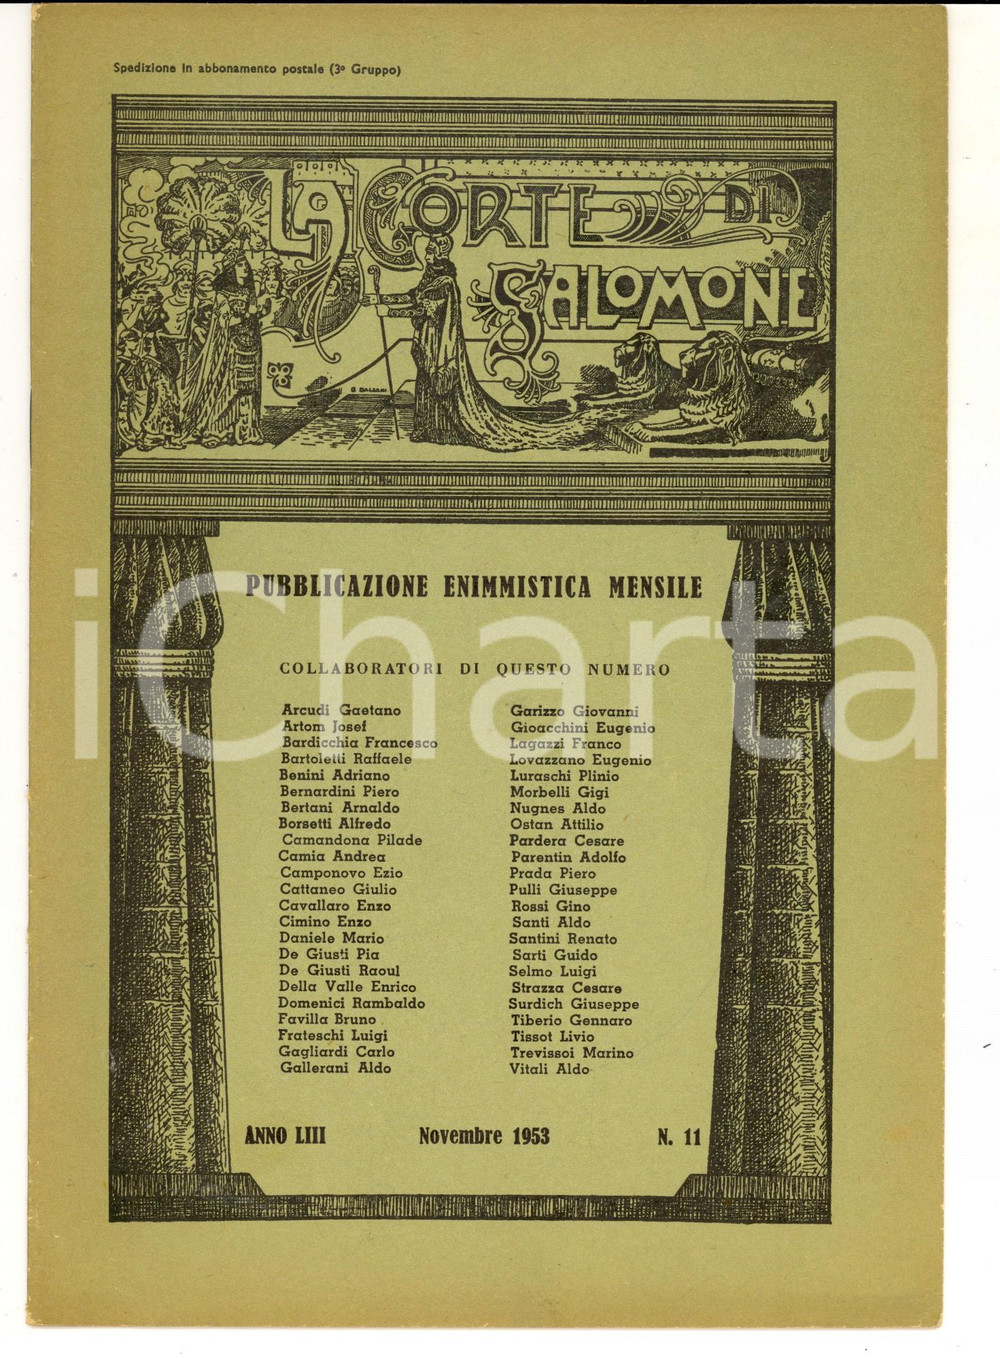 Spedizione in abbonamento postale (3º Gruppo)
LA CORTE DI
SALOMONE
G BALZANI
PUBBLICAZIONE ENIMMISTICA MENSILE
COLLABORATORI DI QUESTO NUMERO
Arcudi Gaetano
Artom Josef
Bardicchia Francesco
Bartoletti Raffaele
Benini Adriano
Bernardini Piero
Bertani Arnaldo
Borsetti Alfredo
Camandona Pilade
Camia Andrea
Camponovo Ezio
Cattaneo Giulio
Cavallaro Enzo
Cimino Enzo
Daniele Mario
De Giusti Pia
De Giusti Raoul
Della Valle Enrico
Domenici Rambaldo
Favilla Bruno
Frateschi Luigi
Gagliardi Carlo
Gallerani Aldo
Garizzo Giovanni
Gioacchini Eugenio
Lagazzi Franco
Lovazzano Eugenio
Luraschi Plinio
Morbelli Gigi
Nugnes Aldo
Ostan Attilio
Pardera Cesare
Parentin Adolfo
Prada Piero
Pulli Giuseppe
Rossi Gino
Santi Aldo
Santini Renato
Sarti Guido
Selmo Luigi
Strazza Cesare
Surdich Giuseppe
Tiberio Gennaro
Tissot Livio
Trevissoi Marino
Vitali Aldo
ANNO LIII Novembre 1953 N. 11
iCharta